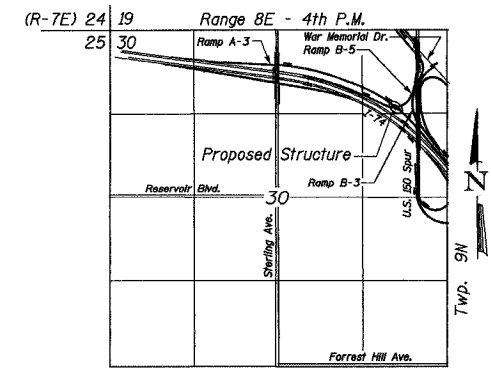 (R-7E) 24 19 Range 8E - 4th P.M.
25 30
Ramp A-3
War Memorial Dr.
Ramp B-5
I-74
Proposed Structure
Ramp B-3
Reservoir Blvd.
30
U.S. 150 Spur
Sterling Ave.
N
Twp. 9N
Forrest Hill Ave.